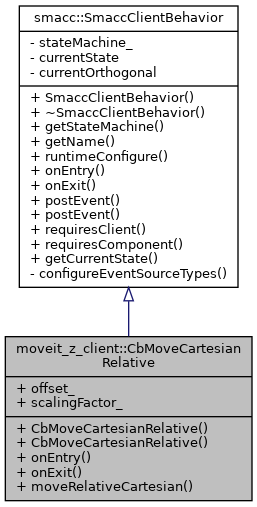 smacc::SmaccClientBehavior
- stateMachine_
- currentState
- currentOrthogonal
+ SmaccClientBehavior()
+ ~SmaccClientBehavior()
+ getStateMachine()
+ getName()
+ runtimeConfigure()
+ onEntry()
+ onExit()
+ postEvent()
+ postEvent()
+ requiresClient()
+ requiresComponent()
+ getCurrentState()
- configureEventSourceTypes()
moveit_z_client::CbMoveCartesian
Relative
+ offset_
+ scalingFactor_
+ CbMoveCartesianRelative()
+ CbMoveCartesianRelative()
+ onEntry()
+ onExit()
+ moveRelativeCartesian()